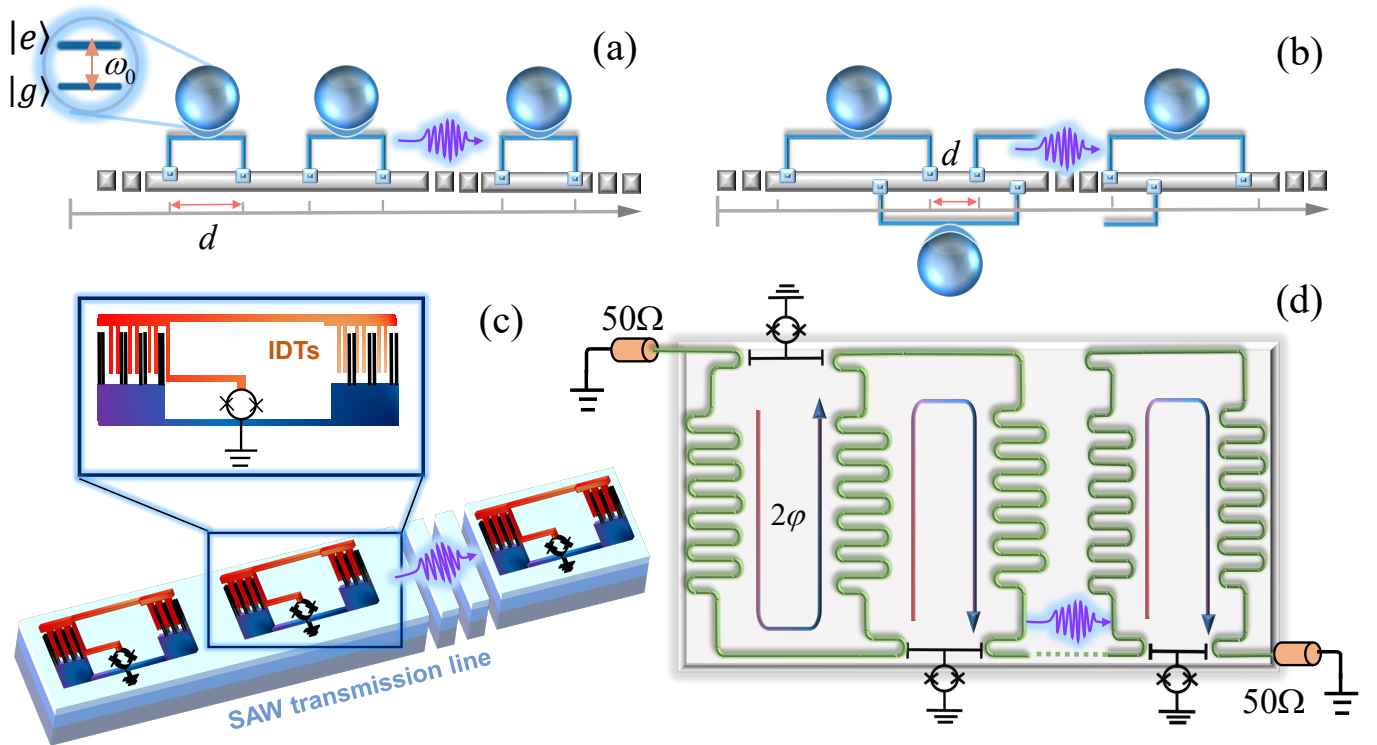 (a)
|e⟩
ω₀
|g⟩
d
(b)
d
(c)
IDTs
SAW transmission line
(d)
50Ω
2φ
50Ω